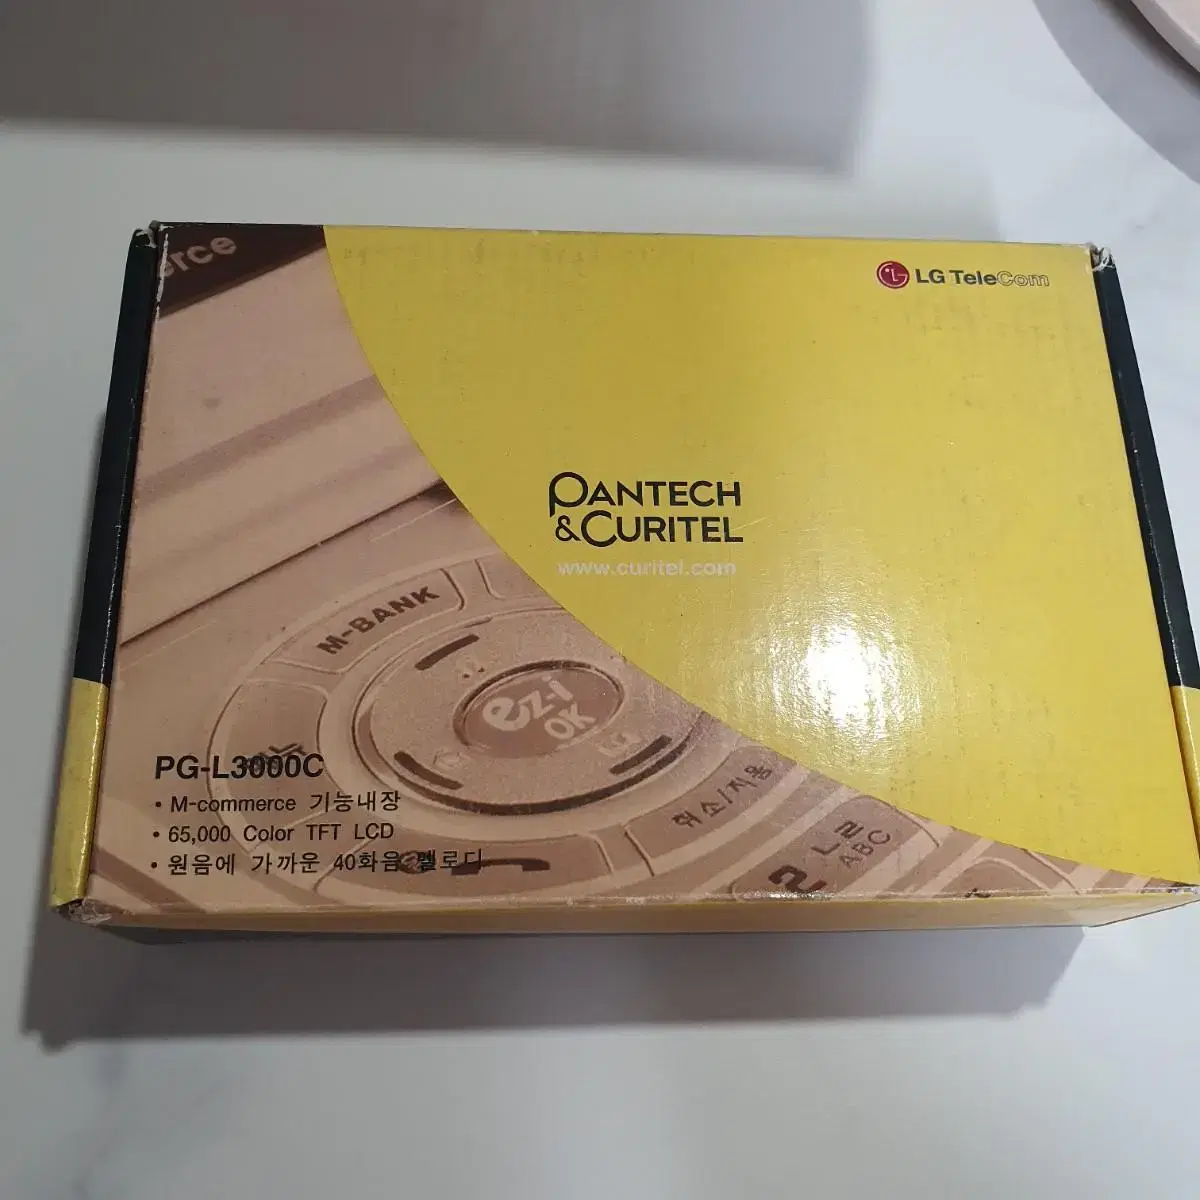 LG TeleCom
PANTECH
&CURITEL
www.curitel.com
M-BANK
ez-i
OK
취소/지움
2 ㄴㄹ
ABC
PG-L3000C
• M-commerce 기능내장
• 65,000 Color TFT LCD
• 원음에 가까운 40화음 멜로디